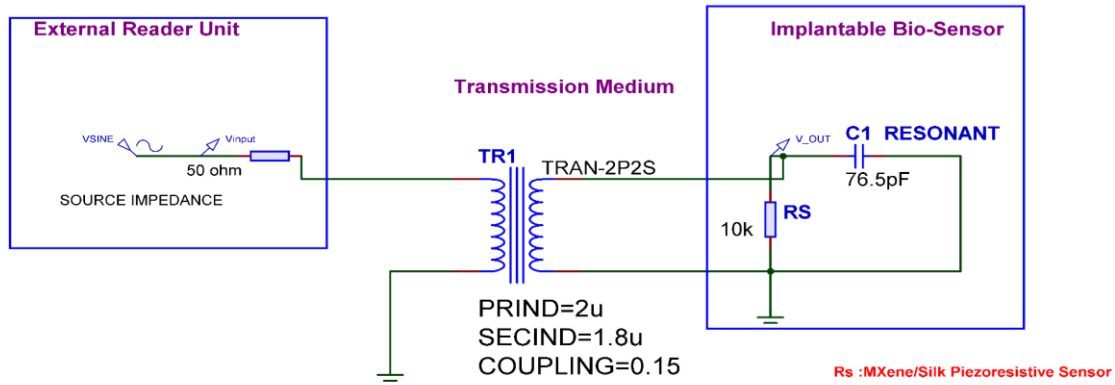 External Reader Unit
Implantable Bio-Sensor
Transmission Medium
VSINE
Vinput
50 ohm
SOURCE IMPEDANCE
TR1
TRAN-2P2S
V_OUT
C1 RESONANT
76.5pF
RS
10k
PRIND=2u
SECIND=1.8u
COUPLING=0.15
Rs :MXene/Silk Piezoresistive Sensor